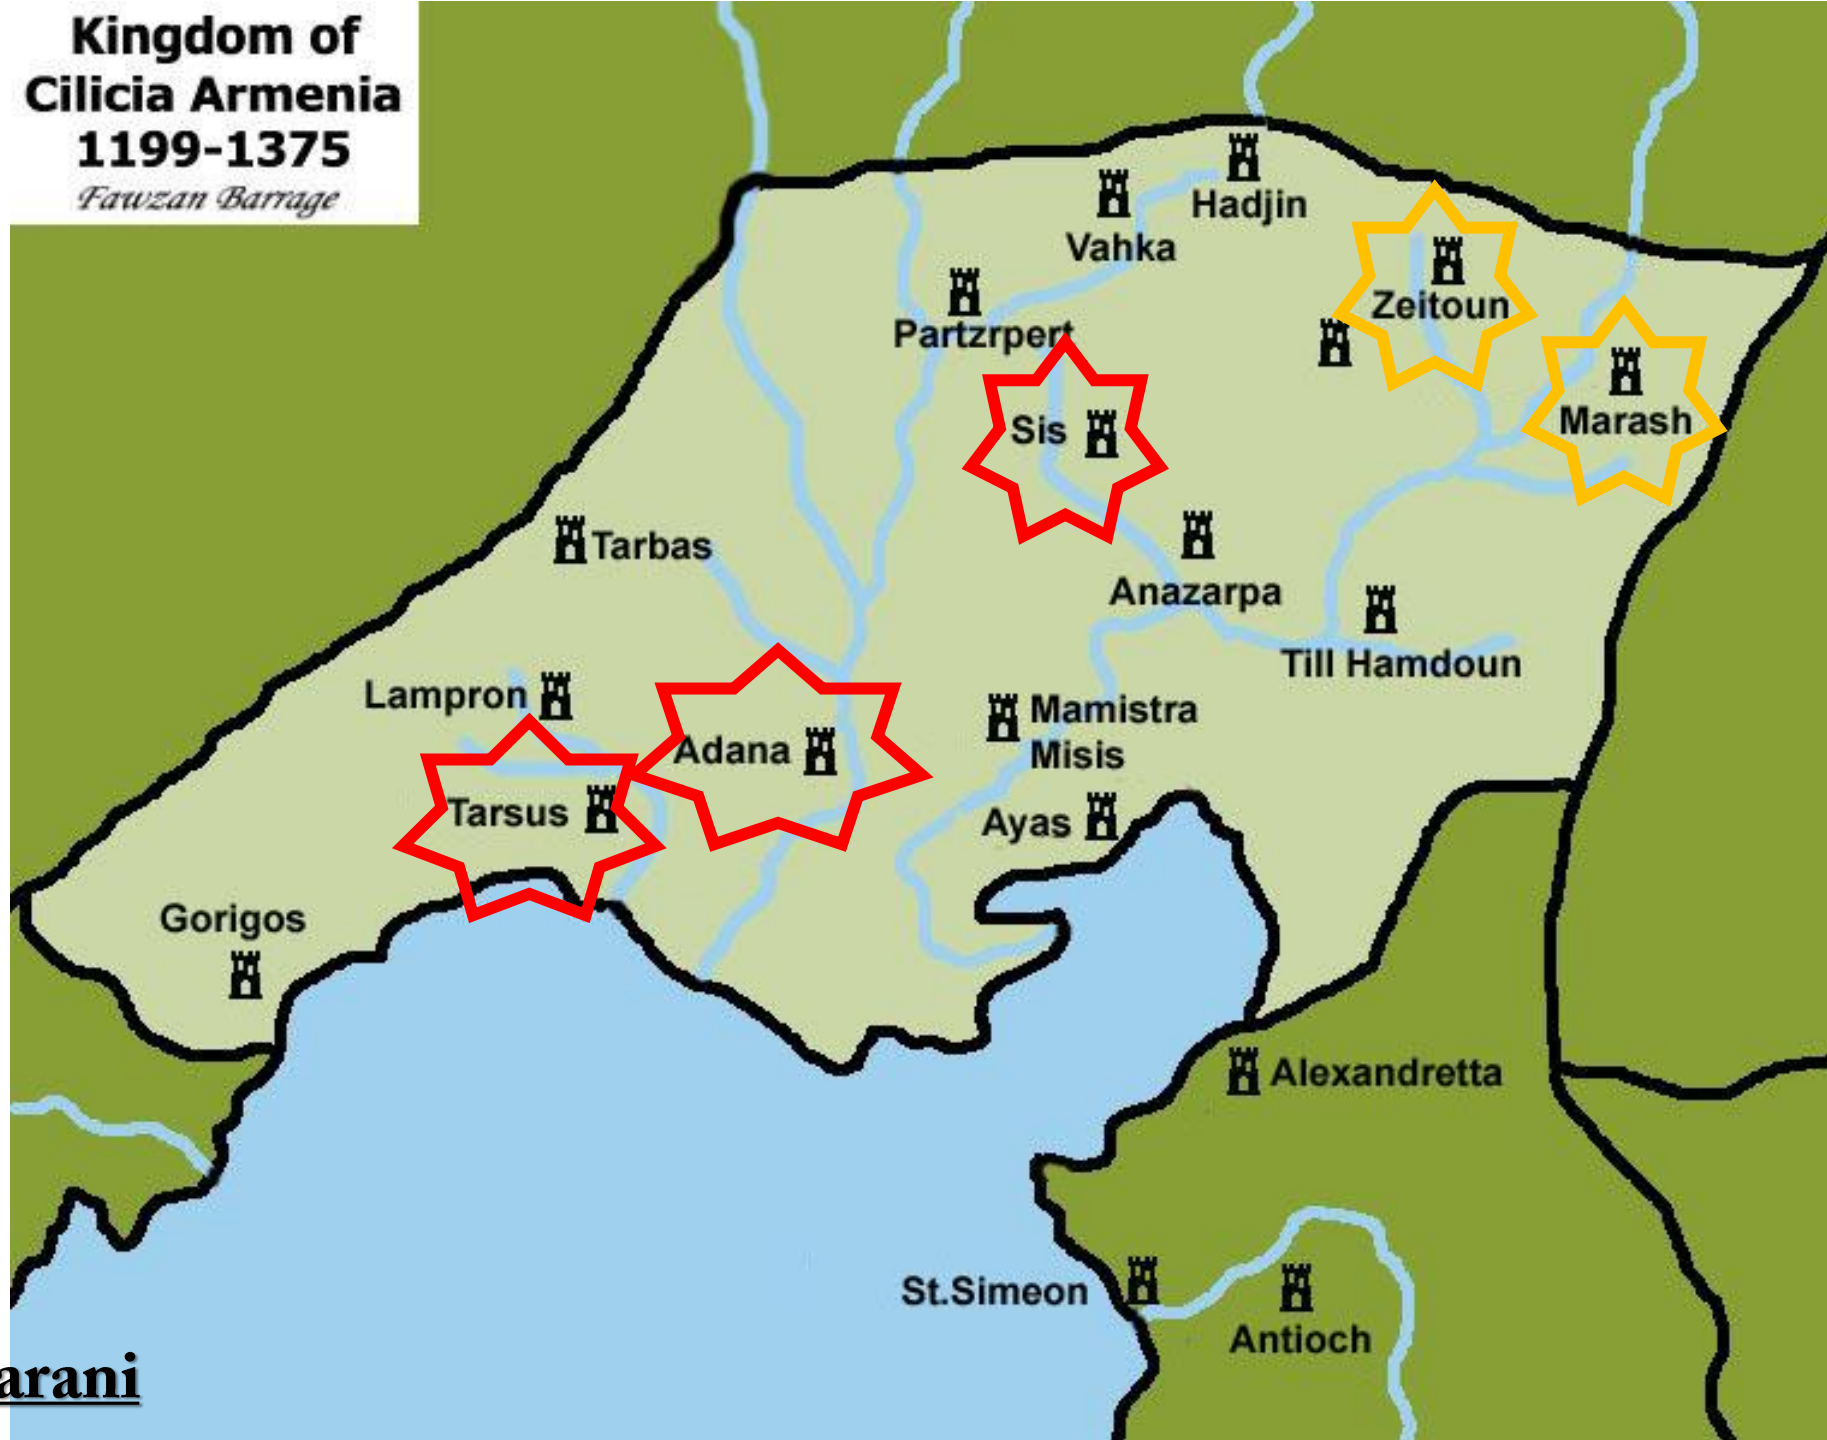 Kingdom of
Cilicia Armenia
1199-1375
Fawzan Barrage
Hadjin
Vahka
Zeitoun
Partzrpert
Marash
Sis
Tarbas
Anazarpa
Till Hamdoun
Lampron
Mamistra
Misis
Adana
Tarsus
Ayas
Gorigos
Alexandretta
St.Simeon
Antioch
arani